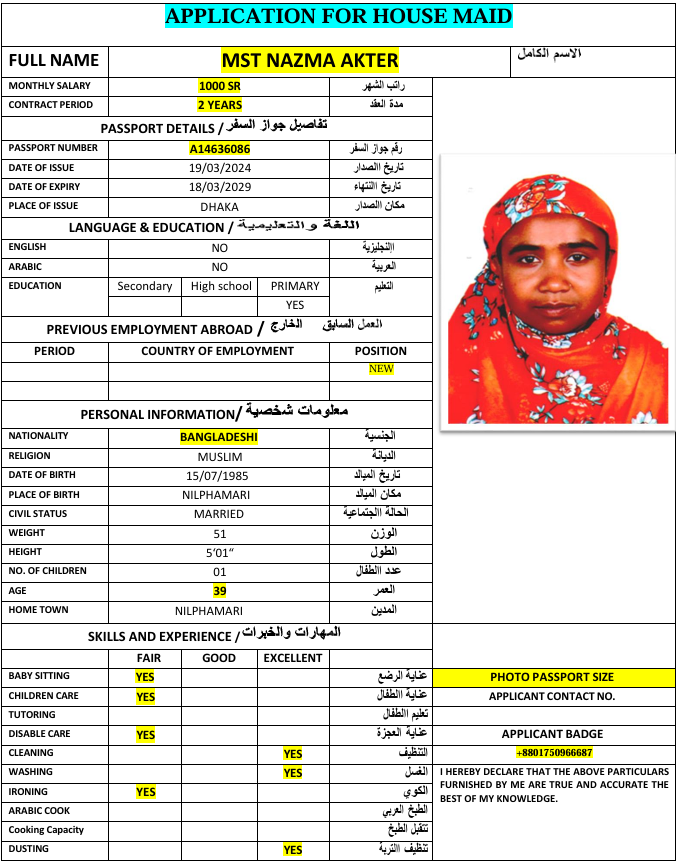 APPLICATION FOR HOUSE MAID
FULL NAME MST NAZMA AKTER الاسم الكامل
MONTHLY SALARY 1000 SR راتب الشهر
CONTRACT PERIOD 2 YEARS مدة العقد
PASSPORT DETAILS / تفاصيل جواز السفر
PASSPORT NUMBER A14636086 رقم جواز السفر
DATE OF ISSUE 19/03/2024 تاريخ االصدار
DATE OF EXPIRY 18/03/2029 تاريخ االنتهاء
PLACE OF ISSUE DHAKA مكان االصدار
LANGUAGE & EDUCATION / اللغة والتعليمية
ENGLISH NO اإلنجليزية
ARABIC NO العربية
EDUCATION Secondary High school PRIMARY التعليم
YES
PREVIOUS EMPLOYMENT ABROAD / العمل السابق الخارج
PERIOD COUNTRY OF EMPLOYMENT POSITION
NEW
PERSONAL INFORMATION/ معلومات شخصية
NATIONALITY BANGLADESHI الجنسية
RELIGION MUSLIM الديانة
DATE OF BIRTH 15/07/1985 تاريخ الميالد
PLACE OF BIRTH NILPHAMARI مكان الميالد
CIVIL STATUS MARRIED الحالة االجتماعية
WEIGHT 51 الوزن
HEIGHT 5‘01“ الطول
NO. OF CHILDREN 01 عدد االطفال
AGE 39 العمر
HOME TOWN NILPHAMARI المدين
SKILLS AND EXPERIENCE / المهارات والخبرات
FAIR GOOD EXCELLENT
BABY SITTING YES عناية الرضع
CHILDREN CARE YES عناية االطفال
TUTORING تعليم االطفال
DISABLE CARE YES عناية العجزة
CLEANING YES التنظيف
WASHING YES الغسل
IRONING YES الكوي
ARABIC COOK الطبخ العربي
Cooking Capacity تتقبل الطبخ
DUSTING YES تنظيف االتربة
PHOTO PASSPORT SIZE
APPLICANT CONTACT NO.
APPLICANT BADGE
+8801750966687
I HEREBY DECLARE THAT THE ABOVE PARTICULARS
FURNISHED BY ME ARE TRUE AND ACCURATE THE
BEST OF MY KNOWLEDGE.